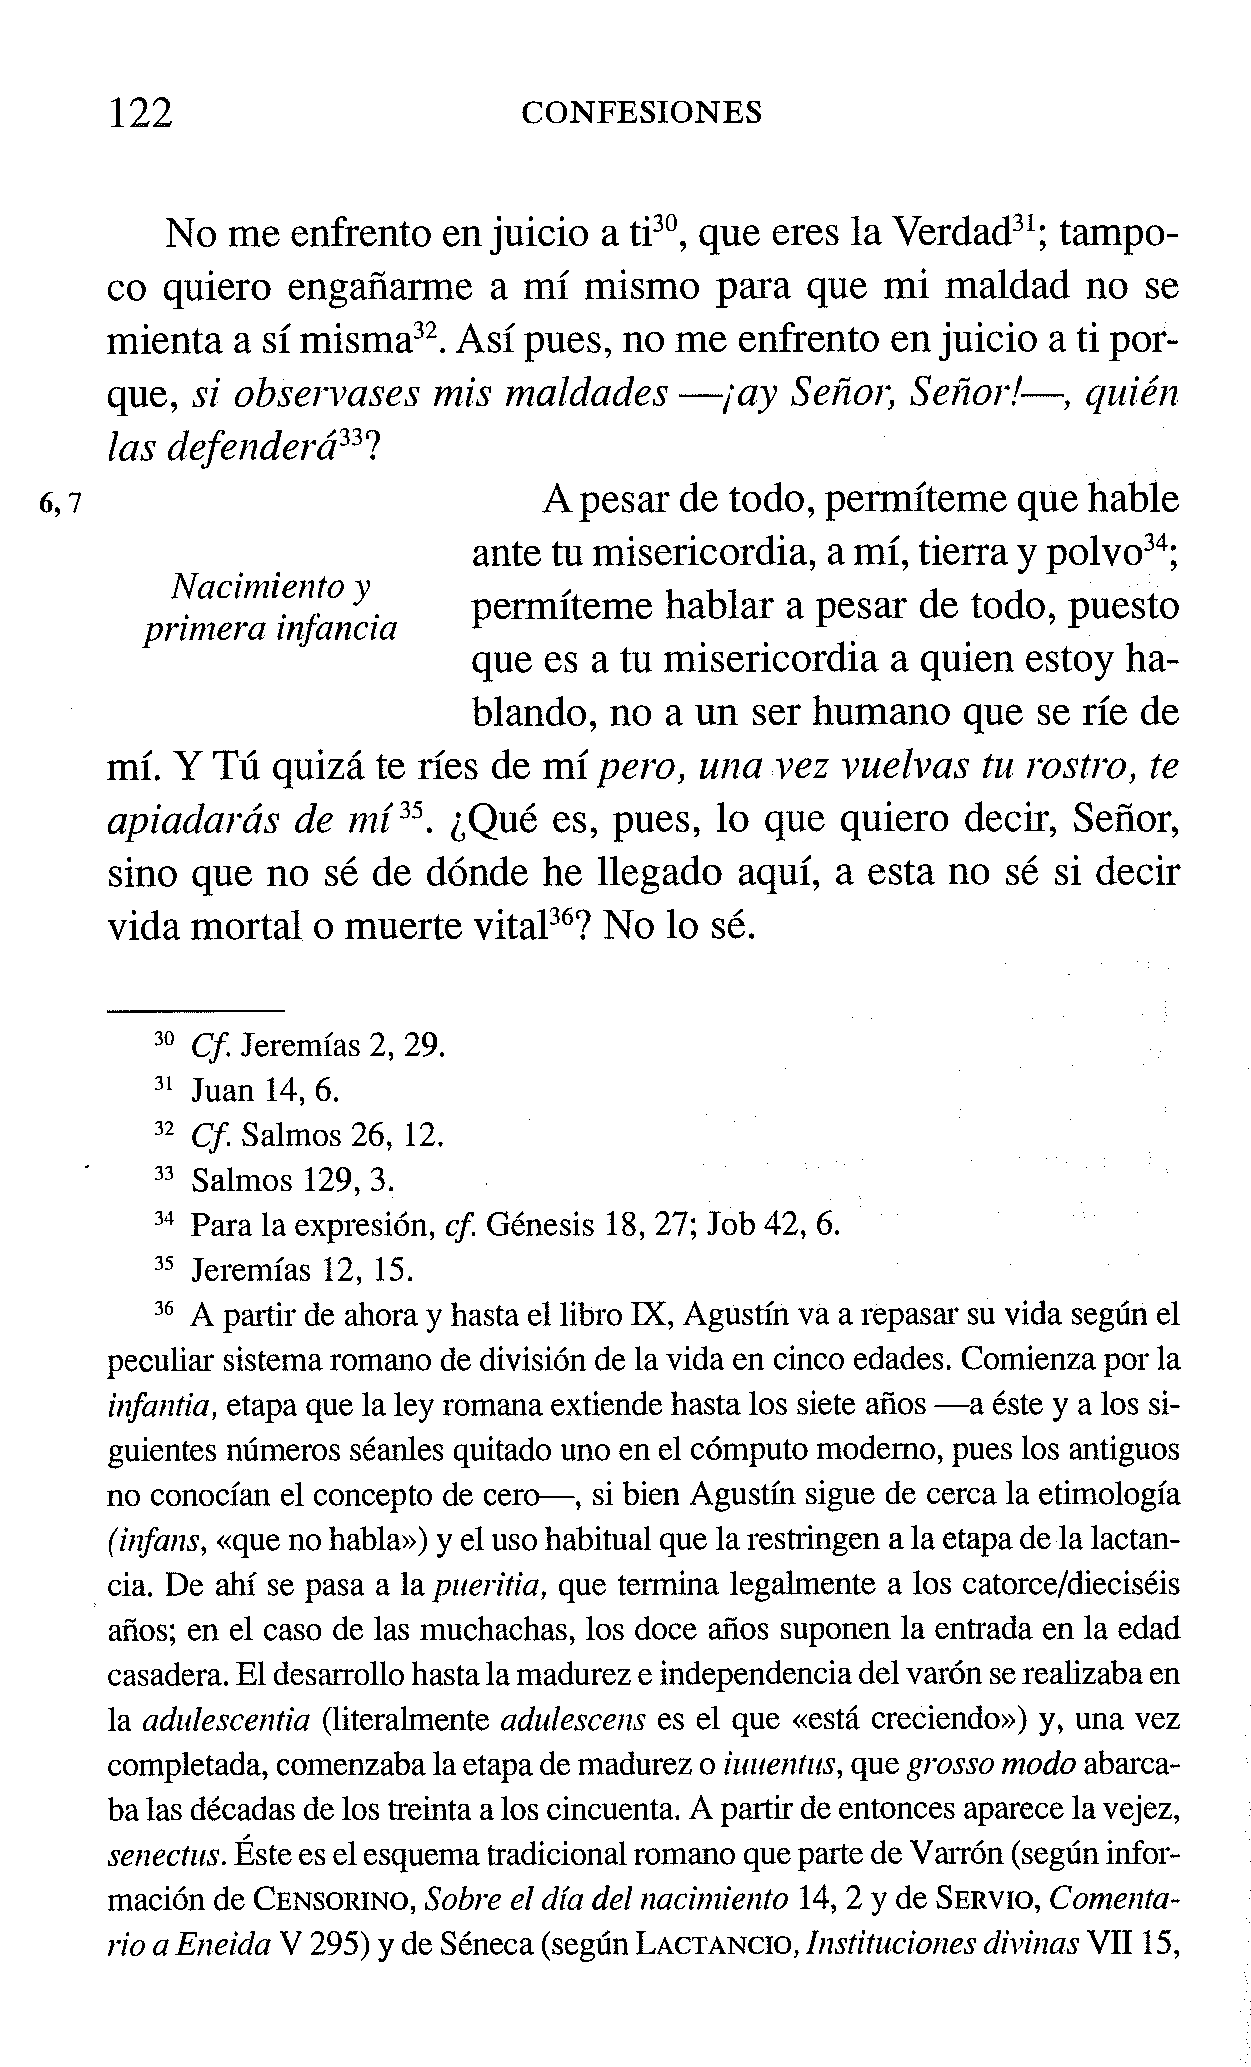 122 CONFESIONES
No me enfrento en juicio a ti³⁰, que eres la Verdad³¹; tampo-
co quiero engañarme a mí mismo para que mi maldad no se
mienta a sí misma³². Así pues, no me enfrento en juicio a ti por-
que, si observases mis maldades —¡ay Señor, Señor!—, quién
las defenderá³³?
6, 7 A pesar de todo, permíteme que hable
ante tu misericordia, a mí, tierra y polvo³⁴;
Nacimiento y
primera infancia
permíteme hablar a pesar de todo, puesto
que es a tu misericordia a quien estoy ha-
blando, no a un ser humano que se ríe de
mí. Y Tú quizá te ríes de mí pero, una vez vuelvas tu rostro, te
apiadarás de mí³⁵. ¿Qué es, pues, lo que quiero decir, Señor,
sino que no sé de dónde he llegado aquí, a esta no sé si decir
vida mortal o muerte vital³⁶? No lo sé.
³⁰ Cf. Jeremías 2, 29.
³¹ Juan 14, 6.
³² Cf. Salmos 26, 12.
³³ Salmos 129, 3.
³⁴ Para la expresión, cf. Génesis 18, 27; Job 42, 6.
³⁵ Jeremías 12, 15.
³⁶ A partir de ahora y hasta el libro IX, Agustín va a repasar su vida según el
peculiar sistema romano de división de la vida en cinco edades. Comienza por la
infantia, etapa que la ley romana extiende hasta los siete años —a éste y a los si-
guientes números séanles quitado uno en el cómputo moderno, pues los antiguos
no conocían el concepto de cero—, si bien Agustín sigue de cerca la etimología
(infans, «que no habla») y el uso habitual que la restringen a la etapa de la lactan-
cia. De ahí se pasa a la pueritia, que termina legalmente a los catorce/dieciséis
años; en el caso de las muchachas, los doce años suponen la entrada en la edad
casadera. El desarrollo hasta la madurez e independencia del varón se realizaba en
la adulescentia (literalmente adulescens es el que «está creciendo») y, una vez
completada, comenzaba la etapa de madurez o iuuentus, que grosso modo abarca-
ba las décadas de los treinta a los cincuenta. A partir de entonces aparece la vejez,
senectus. Éste es el esquema tradicional romano que parte de Varrón (según infor-
mación de CENSORINO, Sobre el día del nacimiento 14, 2 y de SERVIO, Comenta-
rio a Eneida V 295) y de Séneca (según LACTANCIO, Instituciones divinas VII 15,